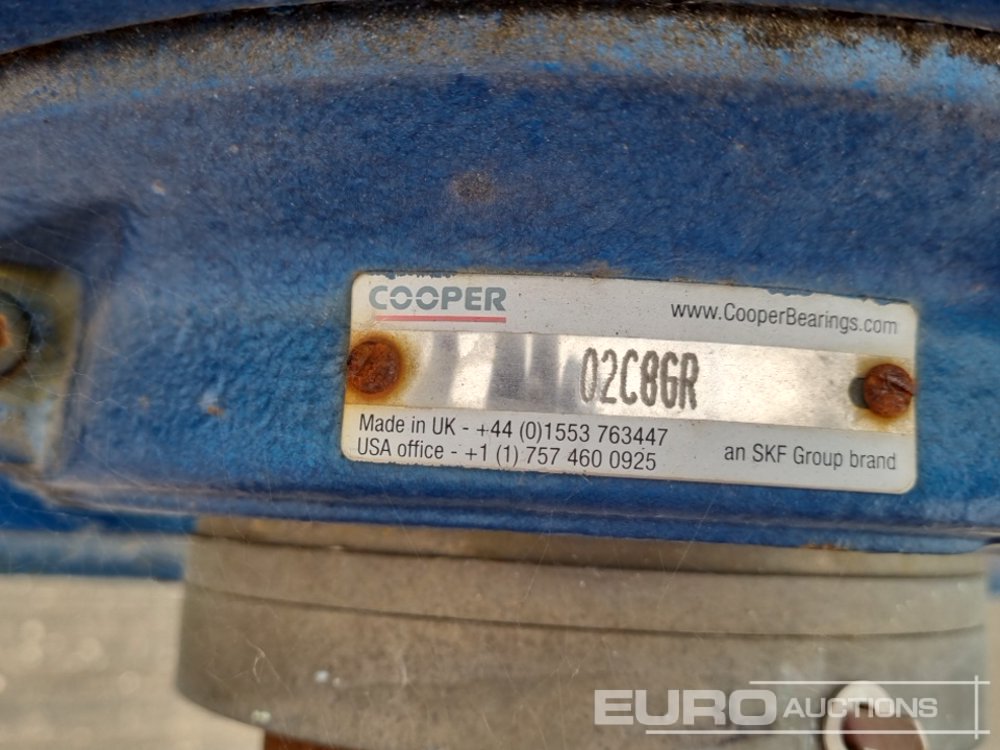 COOPER
www.CooperBearings.com
02C8GR
Made in UK - +44 (0)1553 763447
USA office - +1 (1) 757 460 0925
an SKF Group brand
EURO AUCTIONS